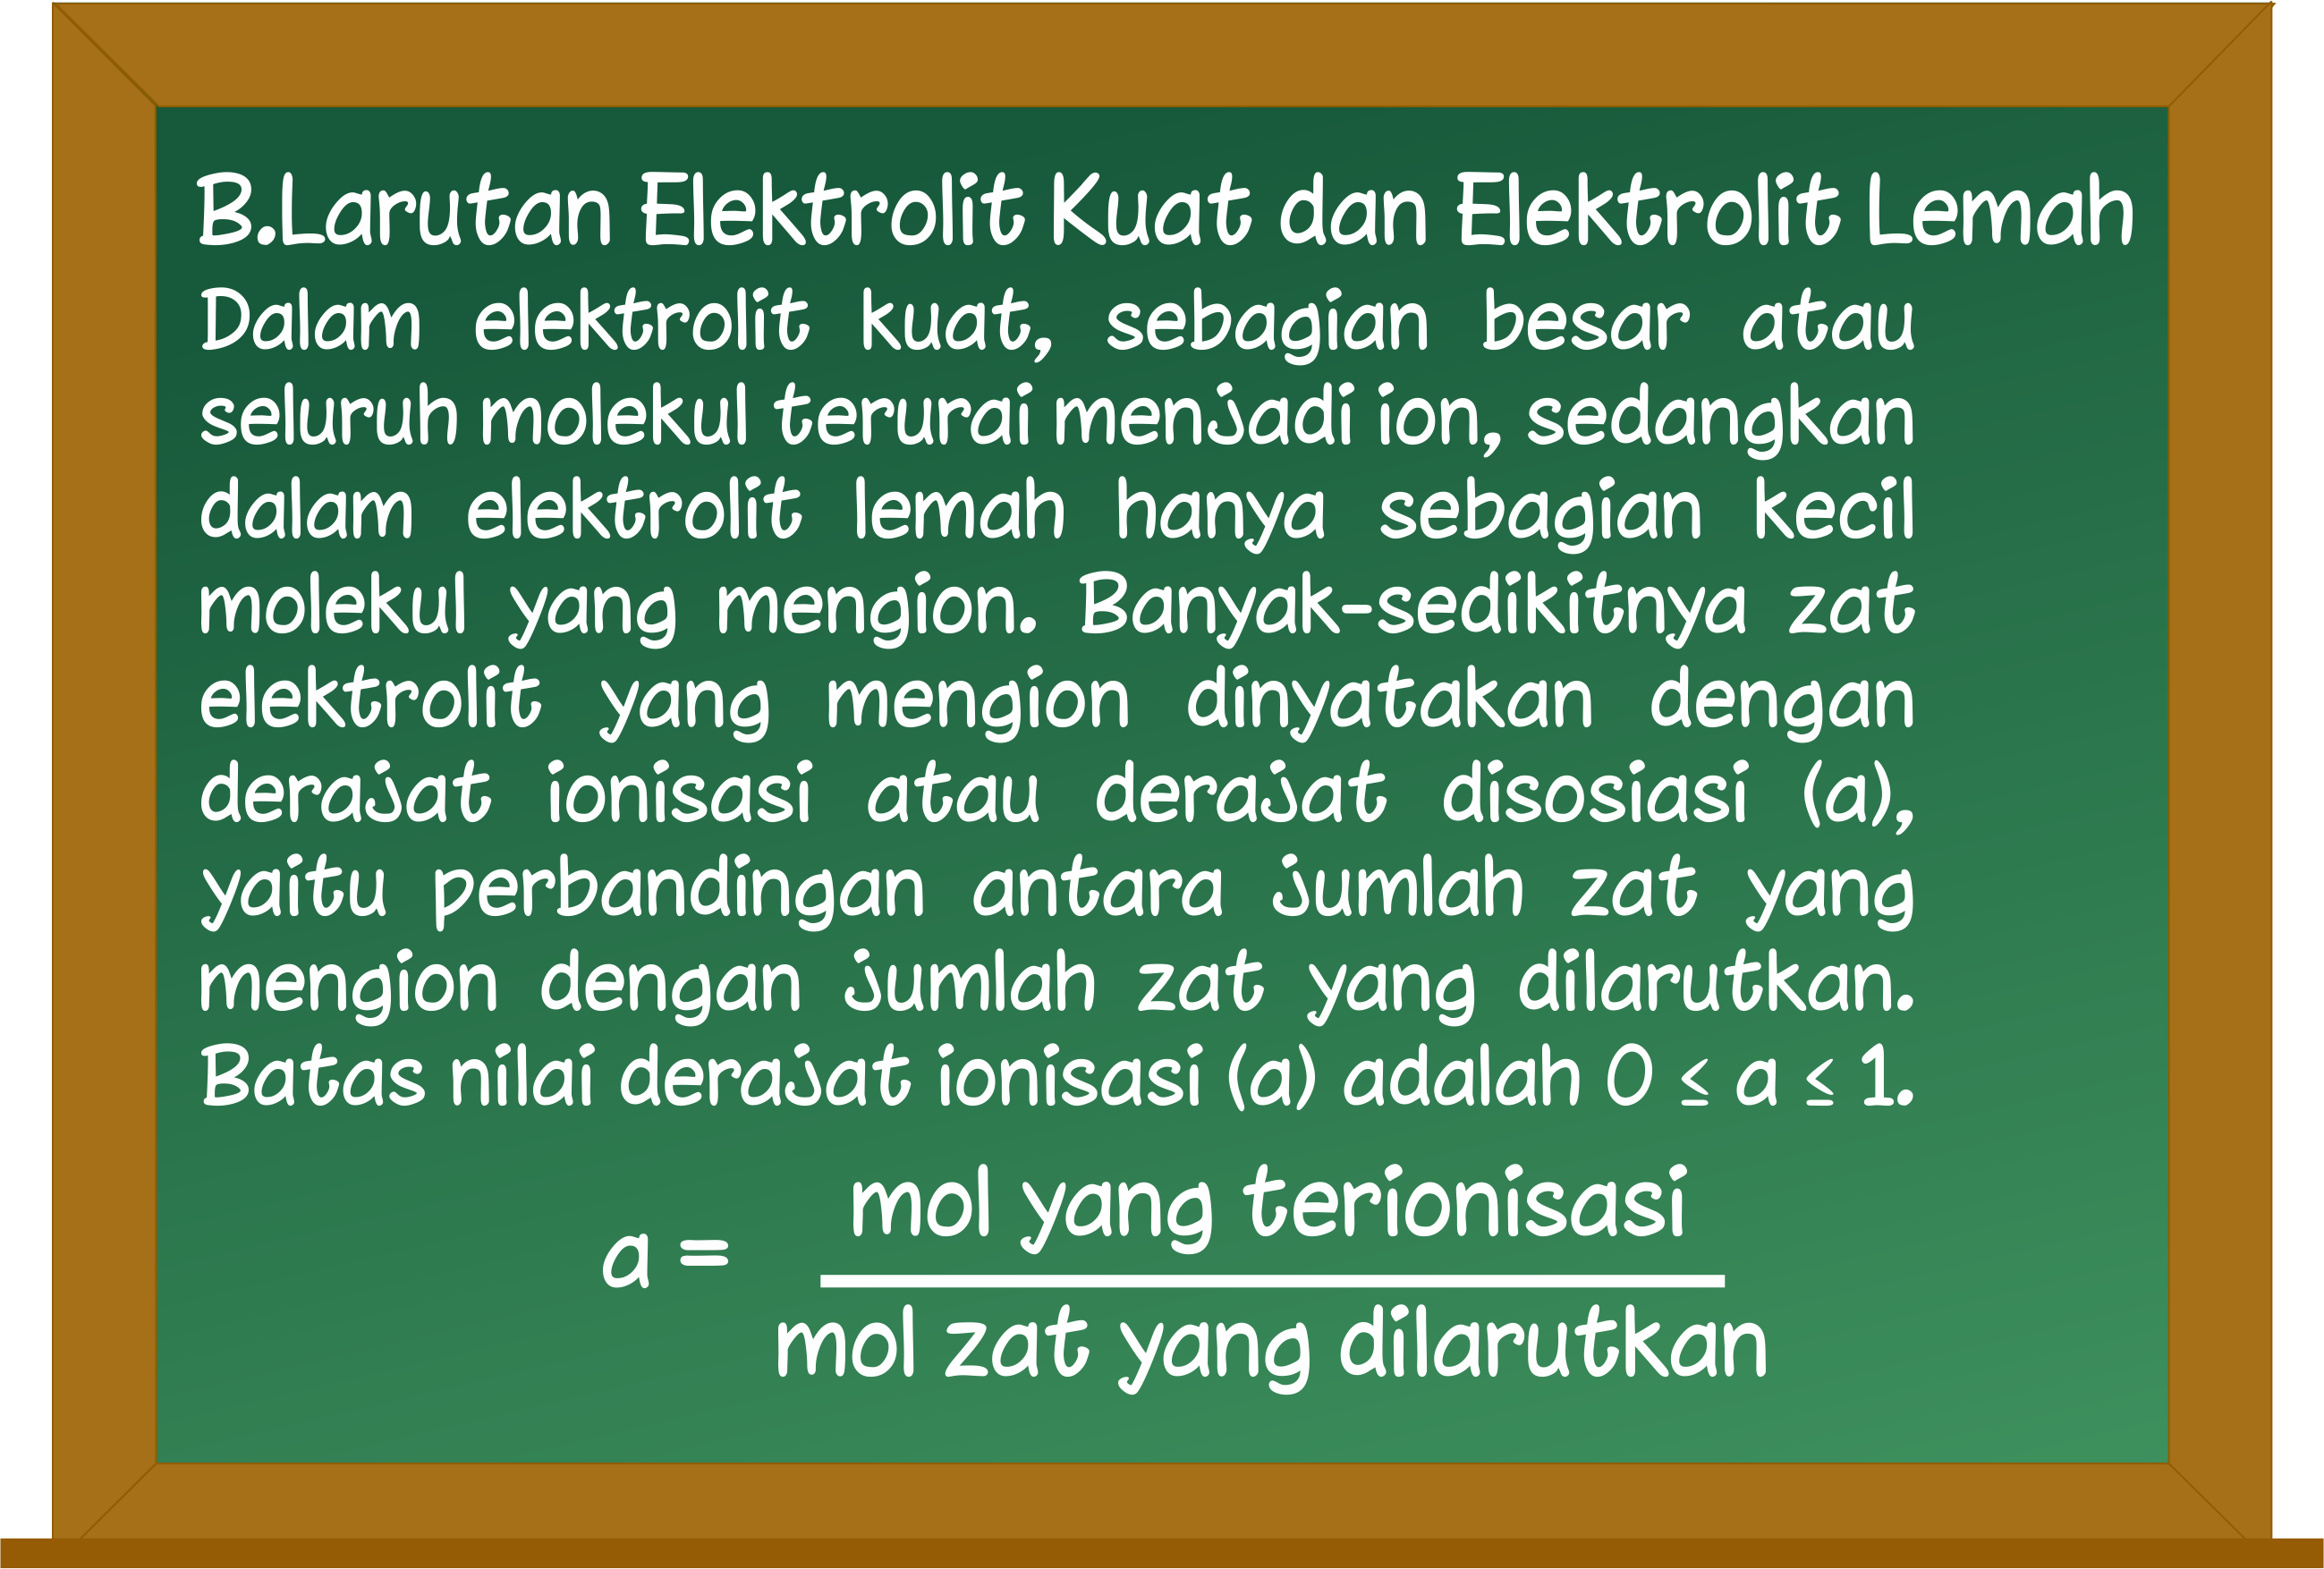 B.Larutan Elektrolit Kuat dan Elektroli Lemah
Dalam elektrolit kuat, sebagian besar atau
seluruh molekul terurai menjadi ion, sedangkan
dalam elektrolit lemah hanya sebagian kecil
molekul yang mengion. Banyak-sedikitnya zat
elektrolit yang mengion dinyatakan dengan
derajat ionisasi atau derajat disosiasi (a),
yaitu perbandingan antara jumlah zat yang
mengion dengan jumlah zat yang dilarutkan.
Batas nilai derajat ionisasi (a) adalah 0 ≤ a ≤ 1.
mol yang terionisasi
a =
mol zat yang dilarutkn